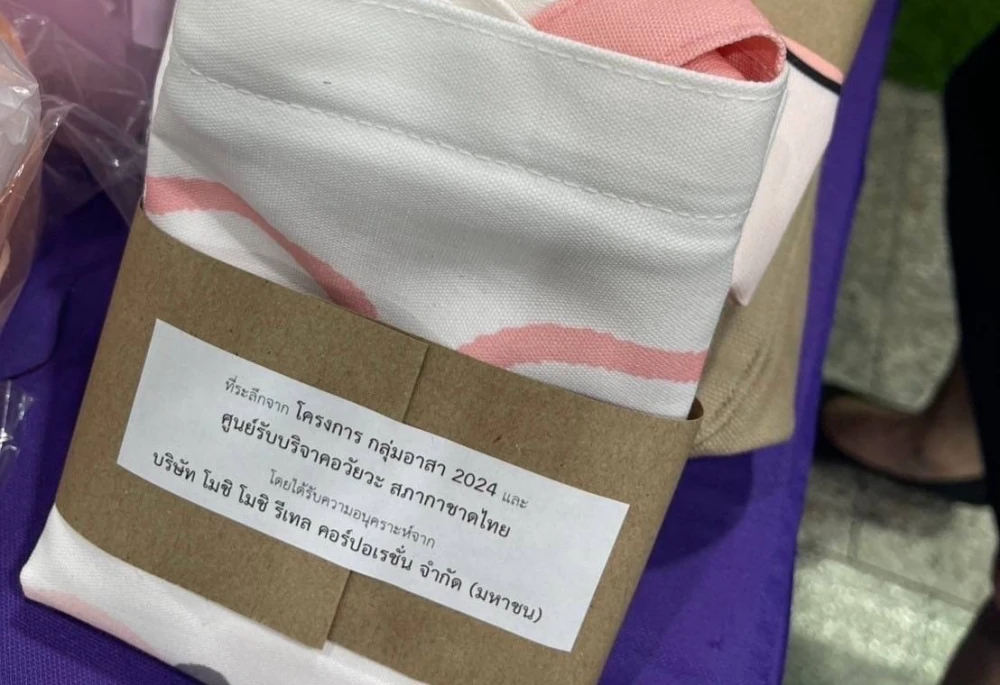 ที่ระลึกจาก โครงการ กลุ่มอาสา 2024 และ
ศูนย์รับบริจาคอวัยวะ สภากาชาดไทย
โดยได้รับความอนุเคราะห์จาก
บริษัท โมชิ โมชิ รีเทล คอร์ปอเรชั่น จำกัด (มหาชน)